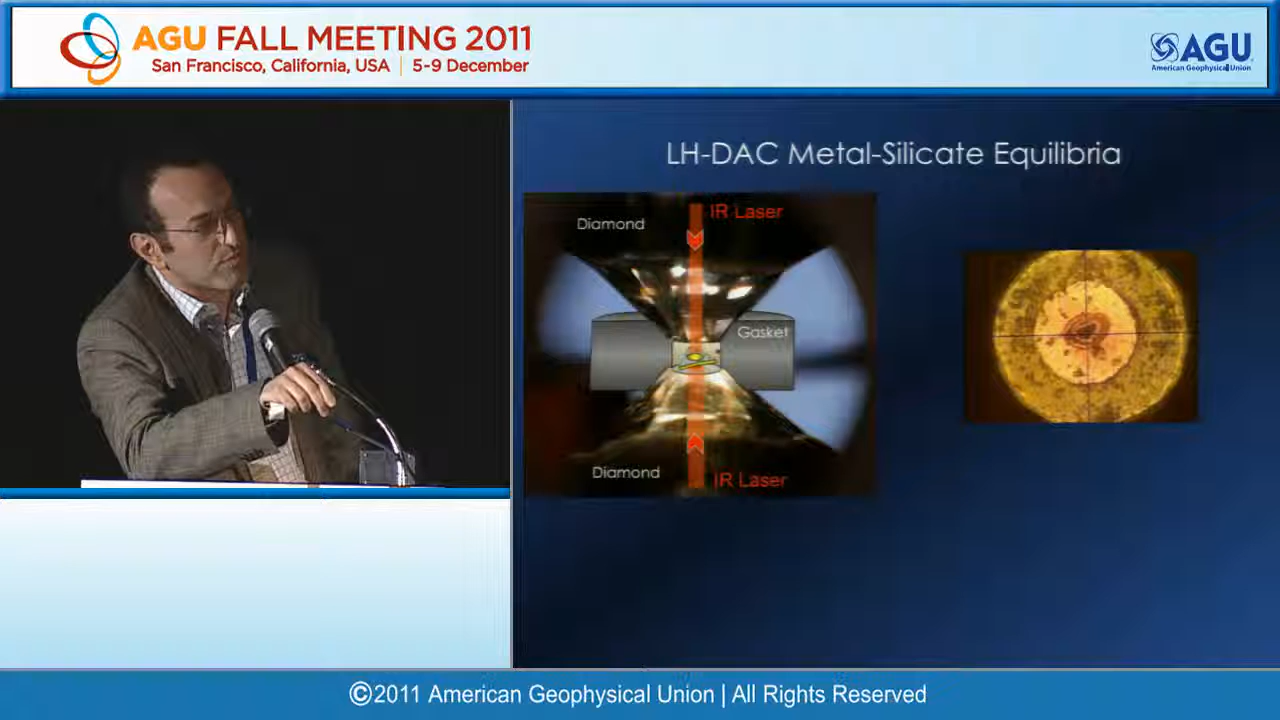 AGU FALL MEETING 2011
San Francisco, California, USA | 5-9 December
AGU
American Geophysical Union
LH-DAC Metal-Silicate Equilibria
Diamond
IR Laser
Gasket
Diamond
IR Laser
©2011 American Geophysical Union | All Rights Reserved